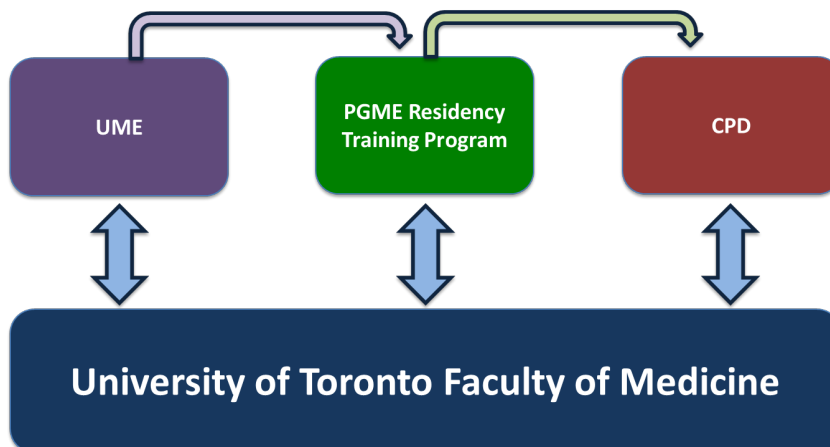 UME
PGME Residency
Training Program
CPD
University of Toronto Faculty of Medicine